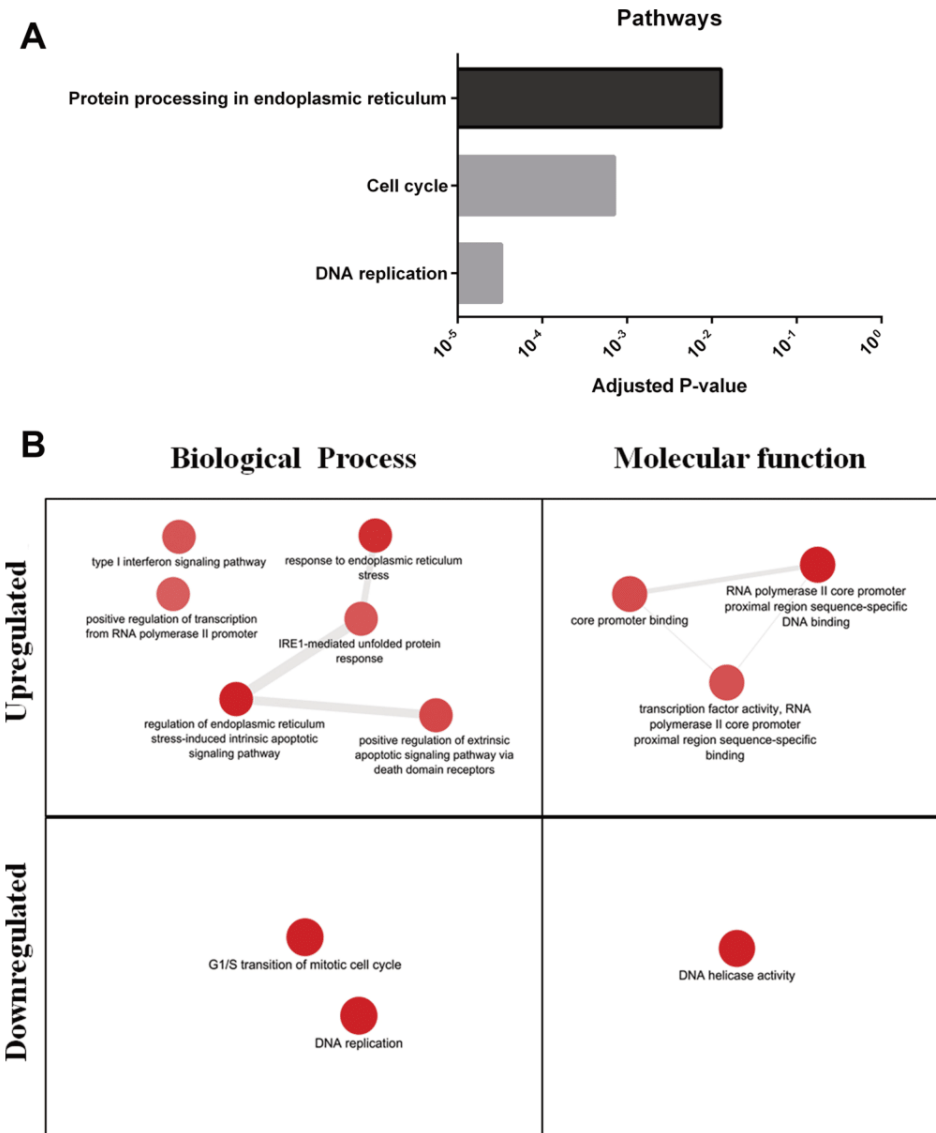 A
Pathways
Protein processing in endoplasmic reticulum
Cell cycle
DNA replication
10-5
10-4
10-3
10-2
10-1
100
Adjusted P-value
B
Biological Process
Molecular function
Upregulated
type I interferon signaling pathway
response to endoplasmic reticulum
stress
positive regulation of transcription
from RNA polymerase II promoter
IRE1-mediated unfolded protein
response
regulation of endoplasmic reticulum
stress-induced intrinsic apoptotic
signaling pathway
positive regulation of extrinsic
apoptotic signaling pathway via
death domain receptors
core promoter binding
RNA polymerase II core promoter
proximal region sequence-specific
DNA binding
transcription factor activity, RNA
polymerase II core promoter
proximal region sequence-specific
binding
Downregulated
G1/S transition of mitotic cell cycle
DNA replication
DNA helicase activity